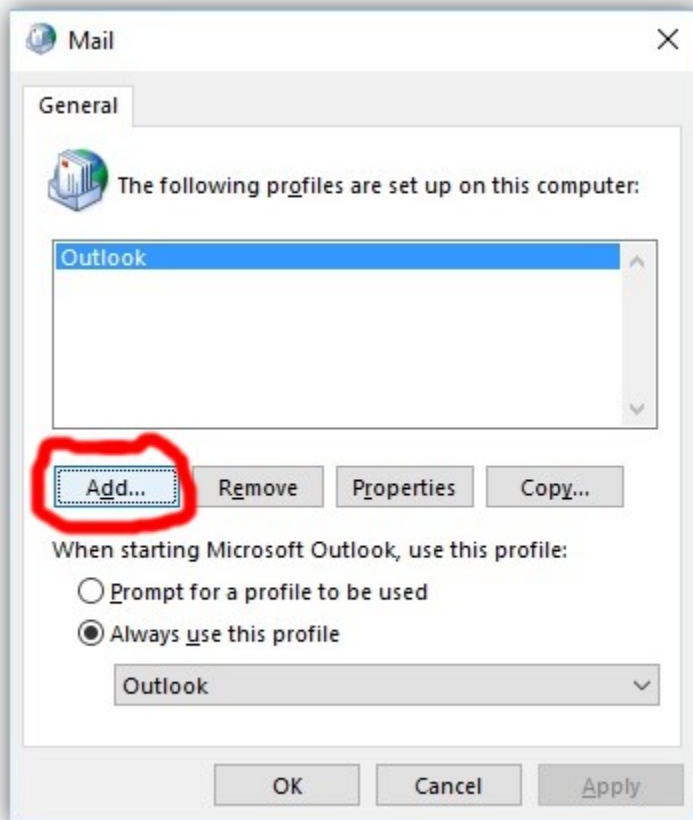 Mail
General
The following profiles are set up on this computer:
Outlook
Add... Remove Properties Copy...
When starting Microsoft Outlook, use this profile:
Prompt for a profile to be used
Always use this profile
Outlook
OK Cancel Apply